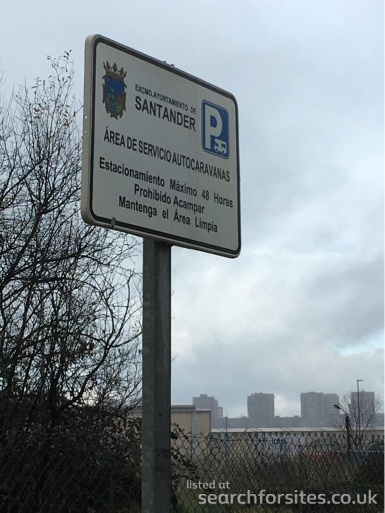 EXCMO.AYUNTAMIENTO DE
SANTANDER
P
ÁREA DE SERVICIO AUTOCARAVANAS
Estacionamiento Máximo 48 Horas
Prohibido Acampar
Mantenga el Área Limpia
listed at
searchforsites.co.uk